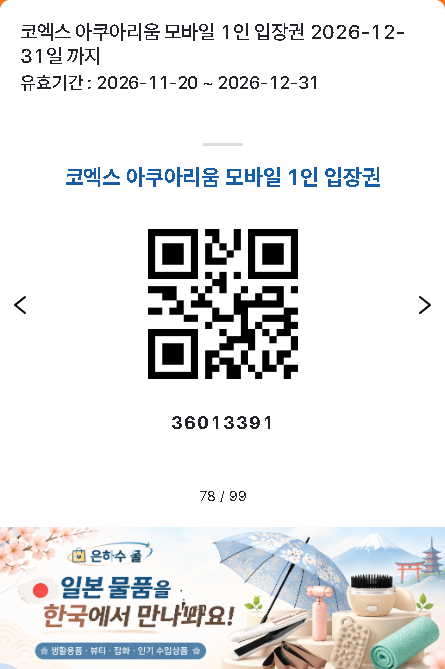 코엑스 아쿠아리움 모바일 1인 입장권 2026-12-
31일 까지
유효기간 : 2026-11-20 ~ 2026-12-31
코엑스 아쿠아리움 모바일 1인 입장권
36013391
78 / 99
은하수 몰
일본 물품을
한국에서 만나봐요!
생활용품 · 뷰티 · 잡화 · 인기 수입상품